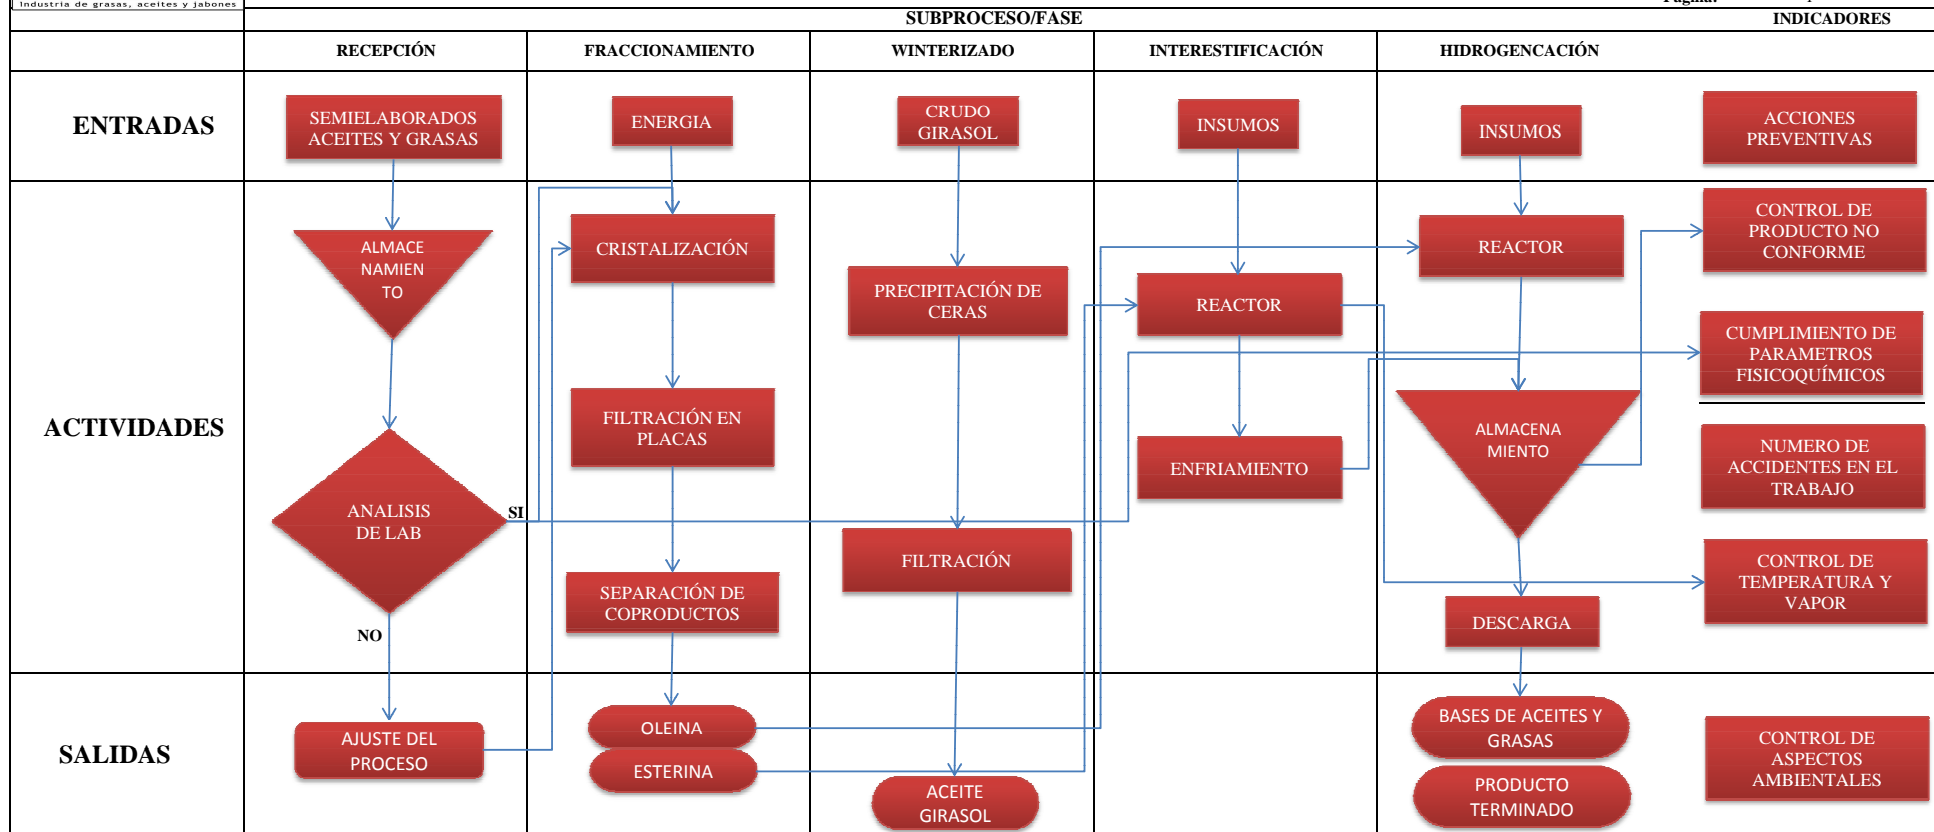 Industria de grasas, aceites y jabones
Página:
SUBPROCESO/FASE
INDICADORES
RECEPCIÓN
FRACCIONAMIENTO
WINTERIZADO
INTERESTIFICACIÓN
HIDROGENCACIÓN
ENTRADAS
SEMIELABORADOS
ACEITES Y GRASAS
ENERGIA
CRUDO
GIRASOL
INSUMOS
INSUMOS
ACCIONES
PREVENTIVAS
ACTIVIDADES
ALMACE
NAMIEN
TO
ANALISIS
DE LAB
SI
NO
CRISTALIZACIÓN
FILTRACIÓN EN
PLACAS
SEPARACIÓN DE
COPRODUCTOS
PRECIPITACIÓN DE
CERAS
FILTRACIÓN
REACTOR
ENFRIAMIENTO
REACTOR
ALMACENA
MIENTO
DESCARGA
CONTROL DE
PRODUCTO NO
CONFORME
CUMPLIMIENTO DE
PARAMETROS
FISICOQUÍMICOS
NUMERO DE
ACCIDENTES EN EL
TRABAJO
CONTROL DE
TEMPERATURA Y
VAPOR
SALIDAS
AJUSTE DEL
PROCESO
OLEINA
ESTERINA
ACEITE
GIRASOL
BASES DE ACEITES Y
GRASAS
PRODUCTO
TERMINADO
CONTROL DE
ASPECTOS
AMBIENTALES